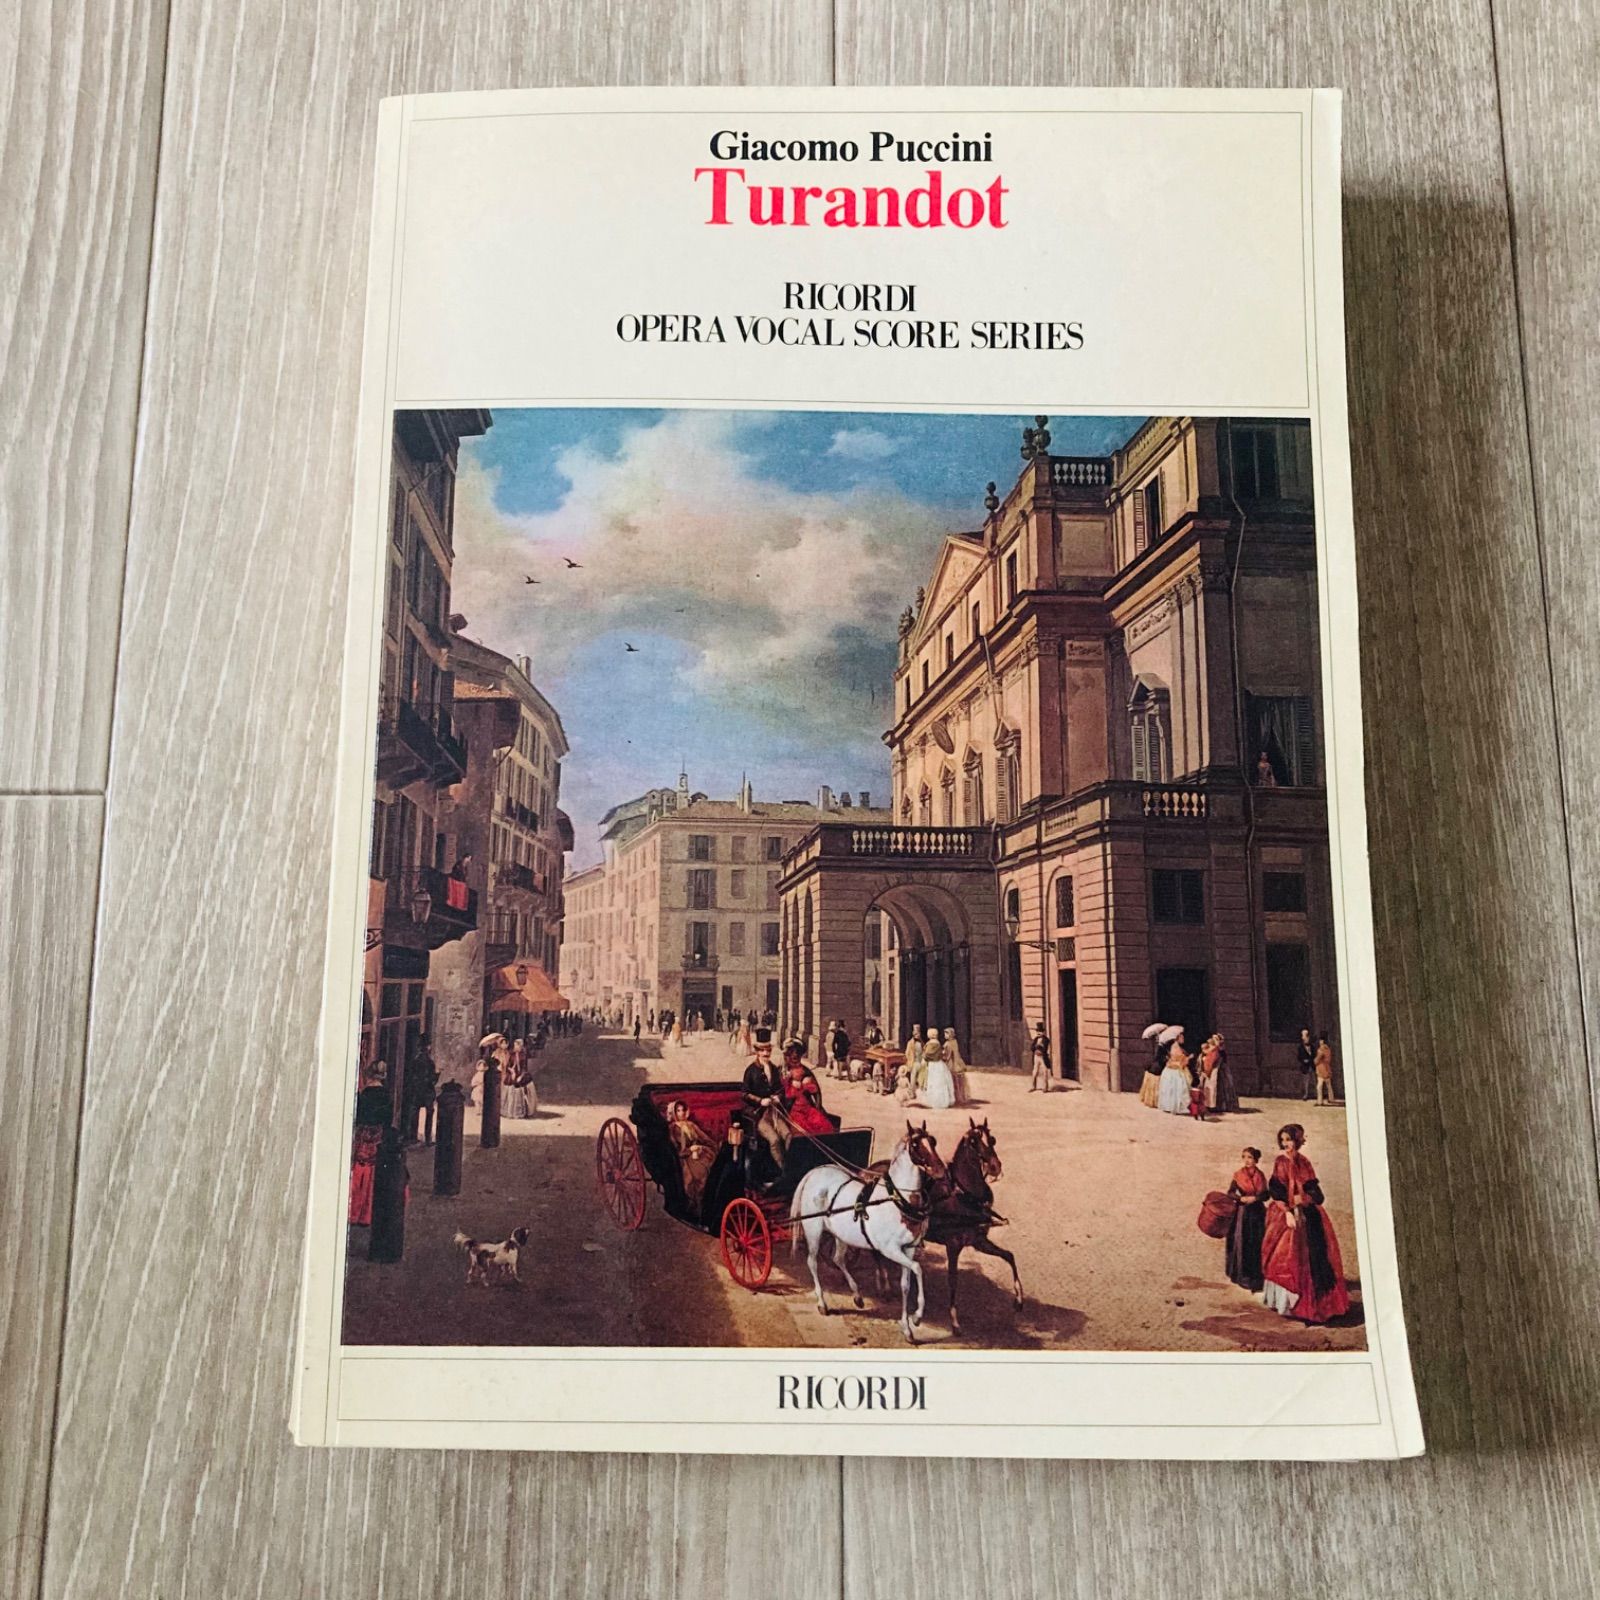 Giacomo Puccini
Turandot
RICORDI
OPERA VOCAL SCORE SERIES
RICORDI